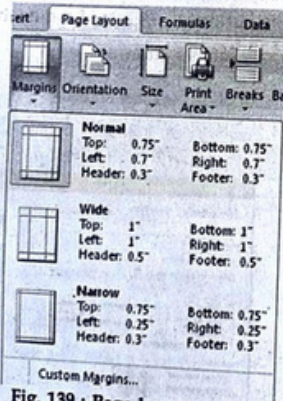 ert Page Layout Formulas Data
Margins Orientation Size Print Area Breaks Ba
Normal
Top: 0.75" Bottom: 0.75"
Left: 0.7" Right: 0.7"
Header: 0.3" Footer: 0.3"
Wide
Top: 1" Bottom: 1"
Left: 1" Right: 1"
Header: 0.5" Footer: 0.5"
Narrow
Top: 0.75" Bottom: 0.75"
Left: 0.25" Right: 0.25"
Header: 0.3" Footer: 0.3"
Custom Margins...
Fig. 139 :